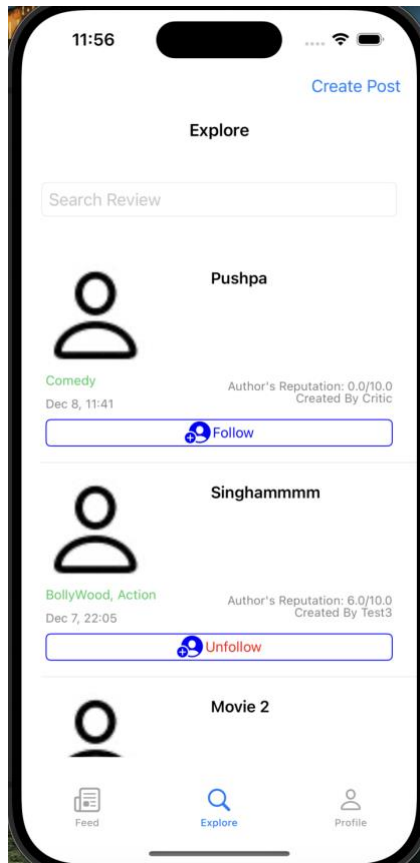 11:56
Create Post
Explore
Search Review
Pushpa
Comedy
Author's Reputation: 0.0/10.0
Dec 8, 11:41
Created By Critic
Follow
Singhammmm
BollyWood, Action
Author's Reputation: 6.0/10.0
Dec 7, 22:05
Created By Test3
Unfollow
Movie 2
Feed
Explore
Profile